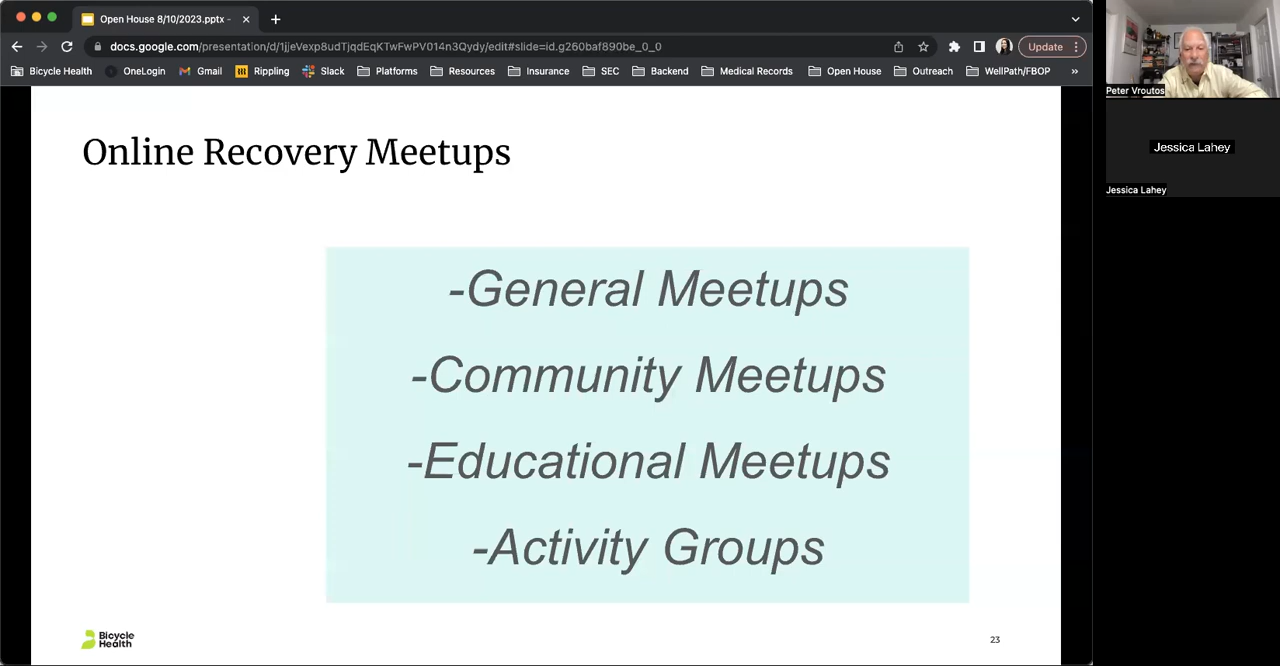 Open House 8/10/2023.pptx -
docs.google.com/presentation/d/1jjeVexp8udTjqdEqKTwFwPV014n3Qydy/edit#slide=id.g260baf890be_0_0
Update
Bicycle Health
OneLogin
Gmail
Rippling
Slack
Platforms
Resources
Insurance
SEC
Backend
Medical Records
Open House
Outreach
WellPath/FBOP
»
Online Recovery Meetups
-General Meetups
-Community Meetups
-Educational Meetups
-Activity Groups
Bicycle
Health
23
Peter Vroutos
Jessica Lahey
Jessica Lahey